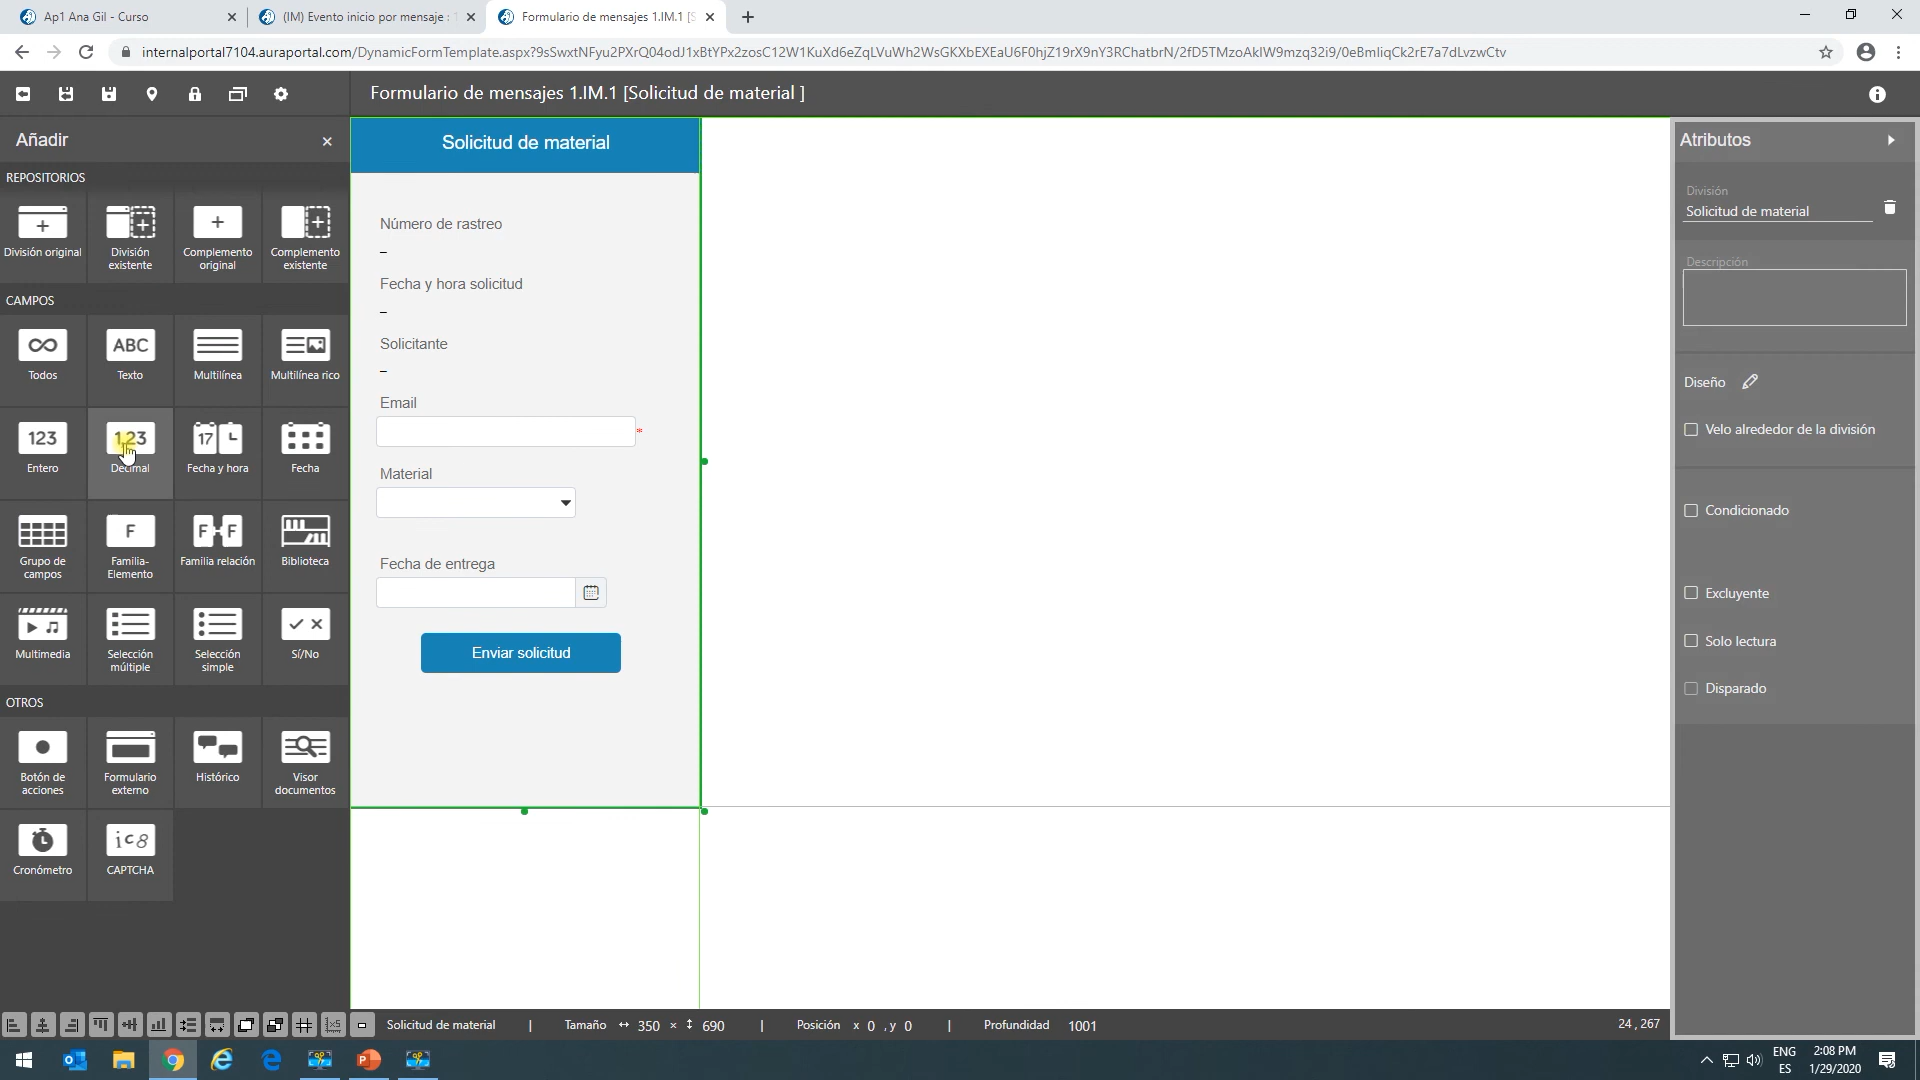 Ap1 Ana Gil - Curso
(IM) Evento inicio por mensaje : 1
Formulario de mensajes 1.IM.1 [S
internalportal7104.auraportal.com/DynamicFormTemplate.aspx?9sSwxtNFyu2PXrQ04odJ1xBtYPx2zosC12W1KuXd6eZqLVuWh2WsGKXbEXEaU6F0hjZ19rX9nY3RChatbrN/2fD5TMzoAkIW9mzq32i9/0eBmIiqCk2rE7a7dLvzwCtv
Formulario de mensajes 1.IM.1 [Solicitud de material ]
Añadir
REPOSITORIOS
División original
División existente
Complemento original
Complemento existente
CAMPOS
Todos
ABC
Texto
Multilínea
Multilínea rico
123
Entero
1.23
Decimal
17
Fecha y hora
Fecha
Grupo de campos
F
Familia-Elemento
F F
Familia relación
Biblioteca
Multimedia
Selección múltiple
Selección simple
Sí/No
OTROS
Botón de acciones
Formulario externo
Histórico
Visor documentos
Cronómetro
ic8
CAPTCHA
Solicitud de material
Número de rastreo
–
Fecha y hora solicitud
–
Solicitante
–
Email
*
Material
Fecha de entrega
Enviar solicitud
Atributos
División
Solicitud de material
Descripción
Diseño
Velo alrededor de la división
Condicionado
Excluyente
Solo lectura
Disparado
Solicitud de material | Tamaño 350 x 690 | Posición x 0 ,y 0 | Profundidad 1001
24 , 267
ENG
ES
2:08 PM
1/29/2020